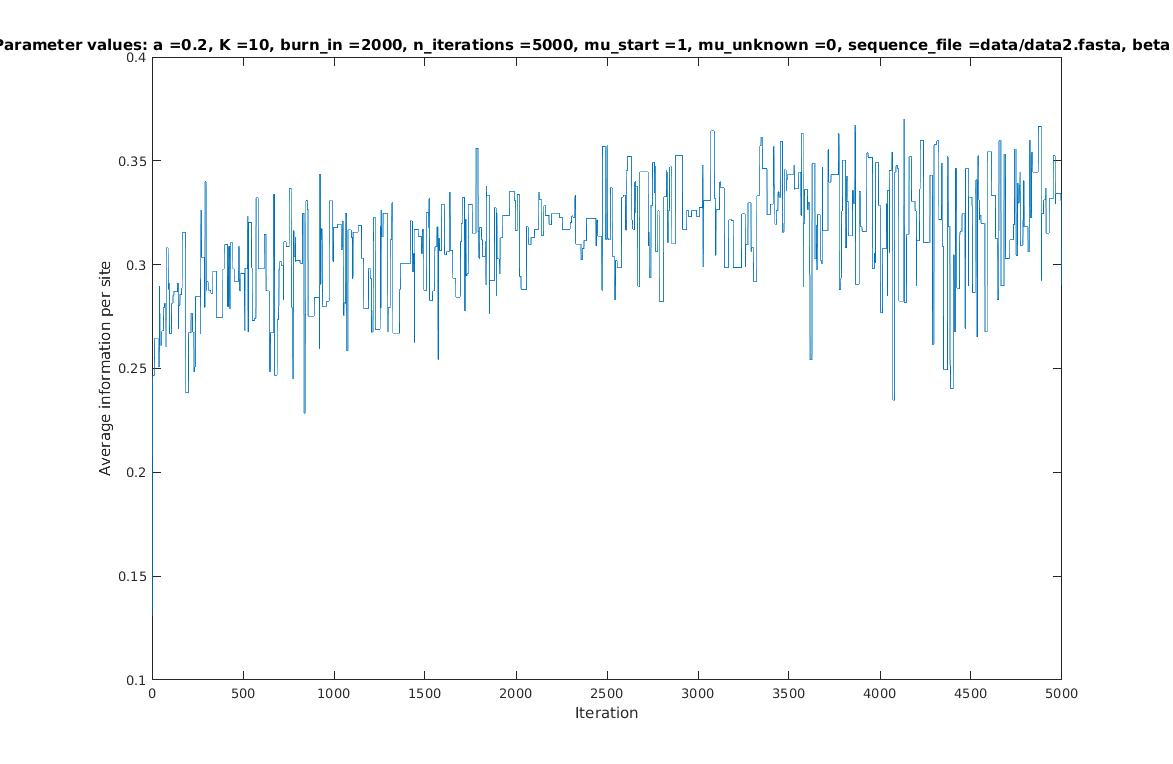 Parameter values: a =0.2, K =10, burn_in =2000, n_iterations =5000, mu_start =1, mu_unknown =0, sequence_file =data/data2.fasta, beta
0.4
0.35
0.3
0.25
0.2
0.15
0.1
Average information per site
0 500 1000 1500 2000 2500 3000 3500 4000 4500 5000
Iteration